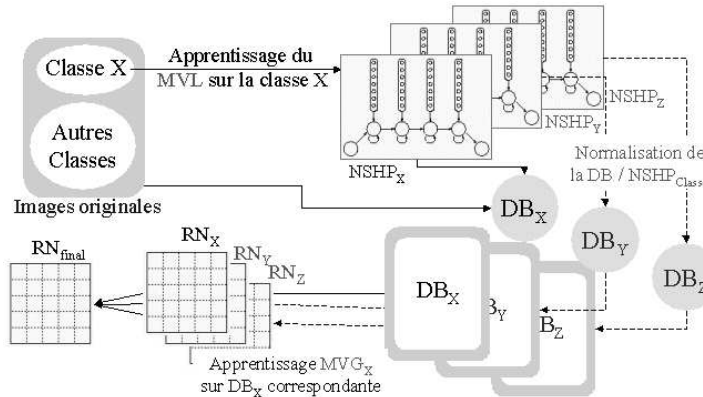 Classe X
Apprentissage du
MVL sur la classe X
Autres
Classes
Images originales
NSHP_X
NSHP_Y
NSHP_Z
Normalisation de
la DB / NSHP_Class
DB_X
DB_Y
DB_Z
RN_final
RN_X
RN_Y
RN_Z
DB_X
B_Y
B_Z
Apprentissage MVG_X
sur DB_X correspondante